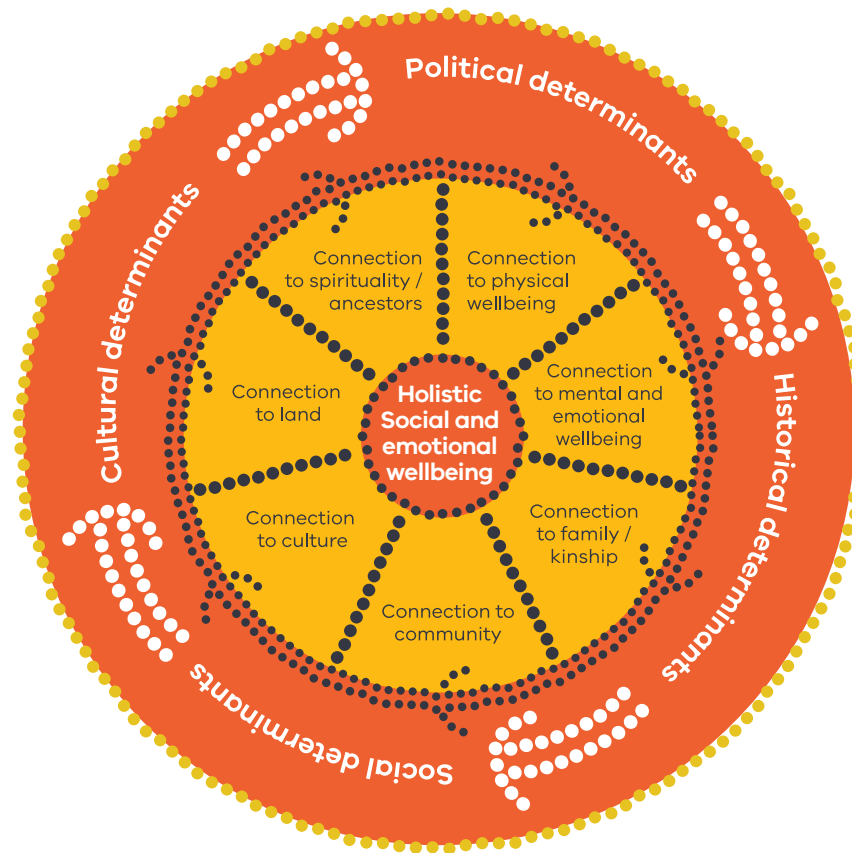 Political determinants
Historical determinants
Social determinants
Cultural determinants
Connection
to spirituality /
ancestors
Connection
to physical
wellbeing
Connection
to mental and
emotional
wellbeing
Connection
to family /
kinship
Connection to
community
Connection
to culture
Connection
to land
Holistic
Social and
emotional
wellbeing